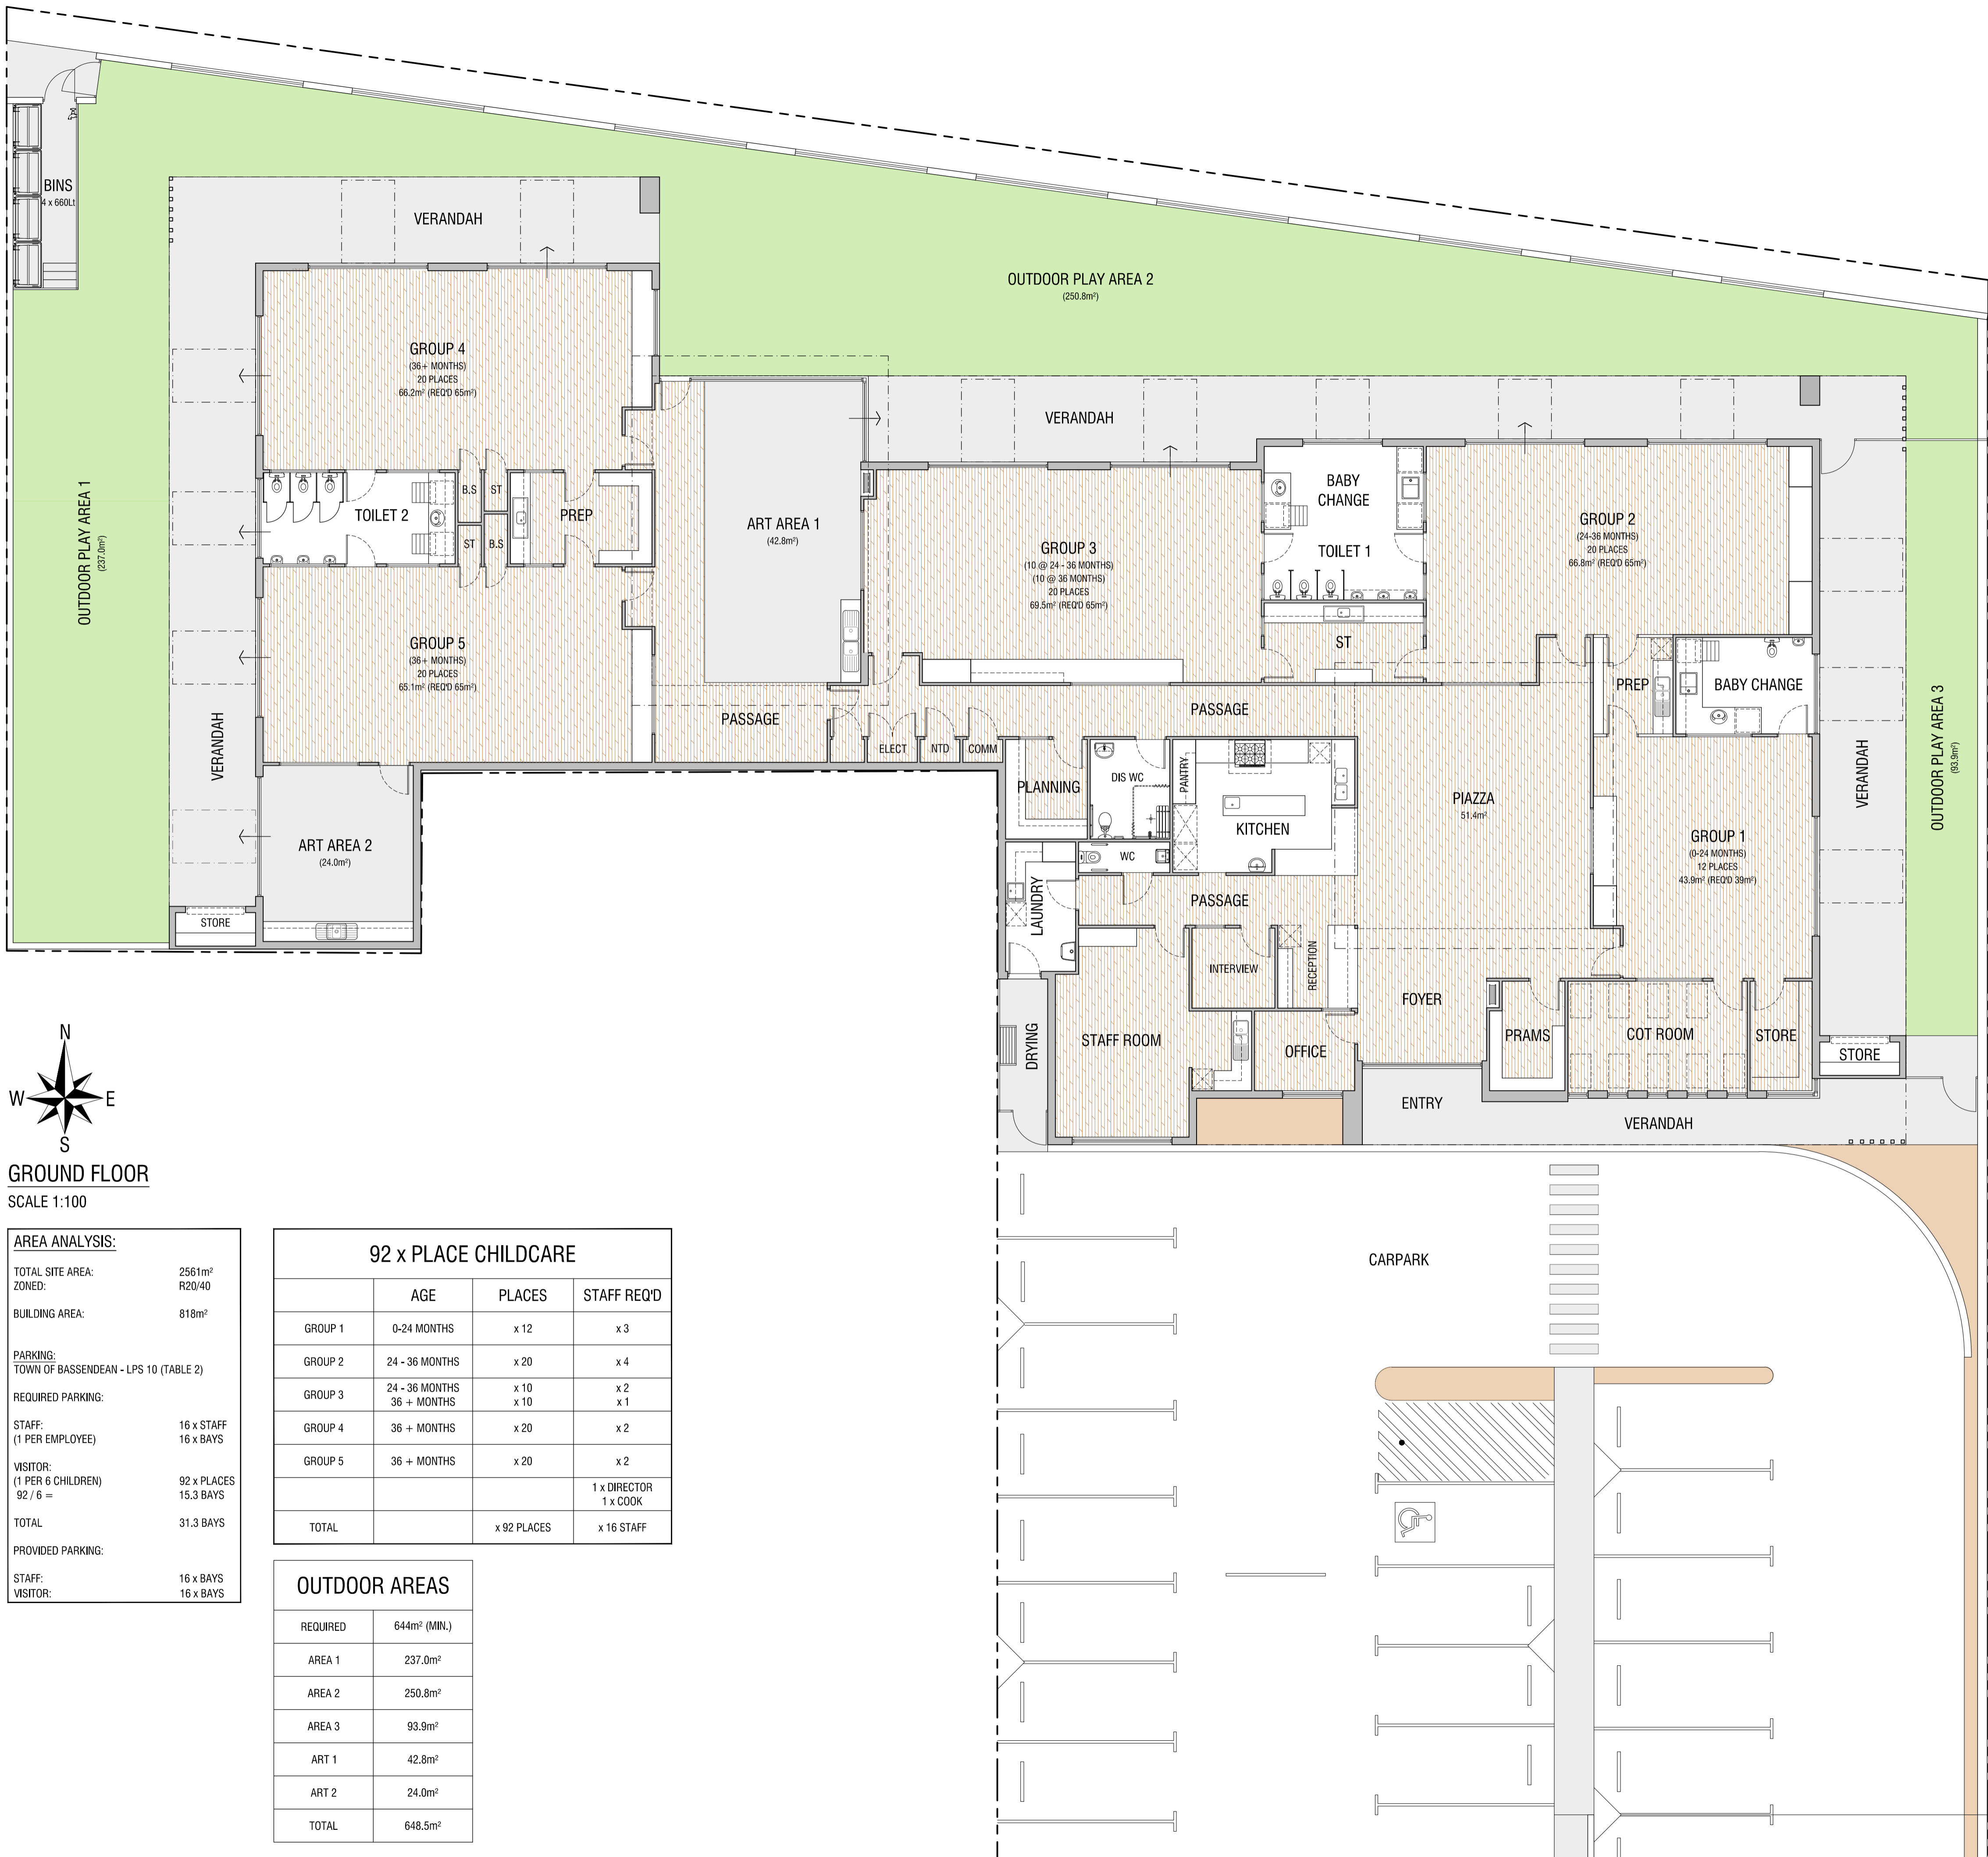 BINS
4 x 660Lt
VERANDAH
OUTDOOR PLAY AREA 2
(250.8m²)
GROUP 4
(36+ MONTHS)
20 PLACES
66.2m² (REQ'D 65m²)
VERANDAH
OUTDOOR PLAY AREA 1
(237.0m²)
TOILET 2
B.S
ST
ST
B.S
PREP
ART AREA 1
(42.8m²)
GROUP 3
(10 @ 24 - 36 MONTHS)
(10 @ 36 MONTHS)
20 PLACES
69.5m² (REQ'D 65m²)
BABY
CHANGE
TOILET 1
ST
GROUP 2
(24-36 MONTHS)
20 PLACES
66.8m² (REQ'D 65m²)
GROUP 5
(36+ MONTHS)
20 PLACES
65.1m² (REQ'D 65m²)
VERANDAH
PASSAGE
PASSAGE
ELECT
NTD
COMM
PREP
BABY CHANGE
OUTDOOR PLAY AREA 3
(93.9m²)
VERANDAH
PLANNING
DIS WC
PANTRY
KITCHEN
PIAZZA
51.4m²
GROUP 1
(0-24 MONTHS)
12 PLACES
43.9m² (REQ'D 39m²)
ART AREA 2
(24.0m²)
STORE
WC
LAUNDRY
PASSAGE
INTERVIEW
RECEPTION
FOYER
DRYING
STAFF ROOM
OFFICE
PRAMS
COT ROOM
STORE
STORE
ENTRY
VERANDAH
CARPARK
N
W
E
S
GROUND FLOOR
SCALE 1:100
AREA ANALYSIS:
TOTAL SITE AREA: 2561m²
ZONED: R20/40
BUILDING AREA: 818m²
PARKING:
TOWN OF BASSENDEAN - LPS 10 (TABLE 2)
REQUIRED PARKING:
STAFF: 16 x STAFF
(1 PER EMPLOYEE) 16 x BAYS
VISITOR:
(1 PER 6 CHILDREN) 92 x PLACES
92 / 6 = 15.3 BAYS
TOTAL 31.3 BAYS
PROVIDED PARKING:
STAFF: 16 x BAYS
VISITOR: 16 x BAYS
92 x PLACE CHILDCARE
AGE PLACES STAFF REQ'D
GROUP 1 0-24 MONTHS x 12 x 3
GROUP 2 24 - 36 MONTHS x 20 x 4
GROUP 3 24 - 36 MONTHS x 10 x 2
36 + MONTHS x 10 x 1
GROUP 4 36 + MONTHS x 20 x 2
GROUP 5 36 + MONTHS x 20 x 2
1 x DIRECTOR
1 x COOK
TOTAL x 92 PLACES x 16 STAFF
OUTDOOR AREAS
REQUIRED 644m² (MIN.)
AREA 1 237.0m²
AREA 2 250.8m²
AREA 3 93.9m²
ART 1 42.8m²
ART 2 24.0m²
TOTAL 648.5m²